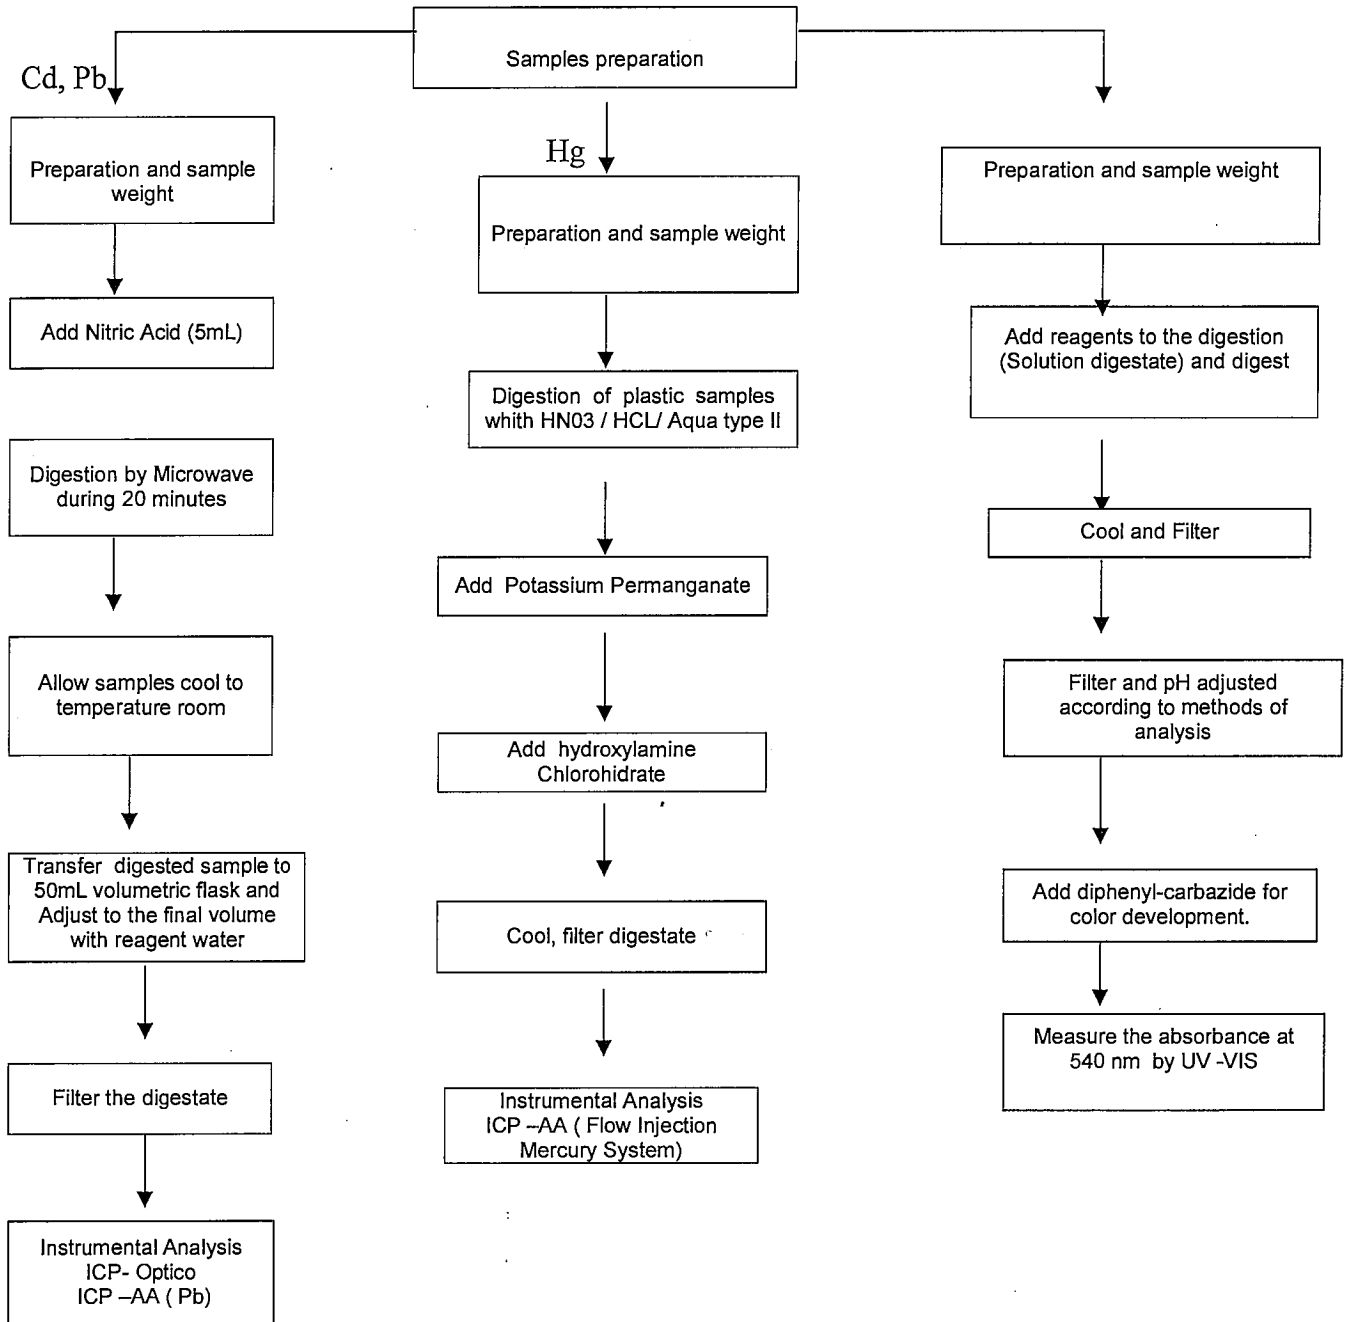 Samples preparation
Cd, Pb
Preparation and sample
weight
Add Nitric Acid (5mL)
Digestion by Microwave
during 20 minutes
Allow samples cool to
temperature room
Transfer digested sample to
50mL volumetric flask and
Adjust to the final volume
with reagent water
Filter the digestate
Instrumental Analysis
ICP- Optico
ICP –AA ( Pb)
Hg
Preparation and sample weight
Digestion of plastic samples
whith HN03 / HCL/ Aqua type II
Add Potassium Permanganate
Add hydroxylamine
Chlorohidrate
Cool, filter digestate
Instrumental Analysis
ICP –AA ( Flow Injection
Mercury System)
Preparation and sample weight
Add reagents to the digestion
(Solution digestate) and digest
Cool and Filter
Filter and pH adjusted
according to methods of
analysis
Add diphenyl-carbazide for
color development.
Measure the absorbance at
540 nm by UV -VIS